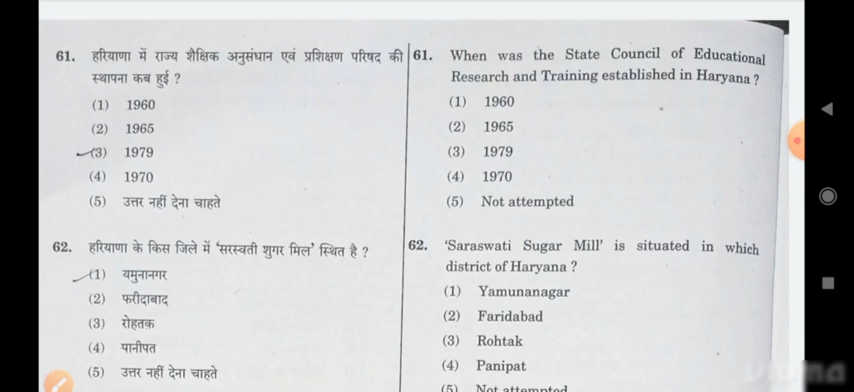 61. हरियाणा में राज्य शैक्षिक अनुसंधान एवं प्रशिक्षण परिषद की
स्थापना कब हुई ?
(1) 1960
(2) 1965
(3) 1979
(4) 1970
(5) उत्तर नहीं देना चाहते
62. हरियाणा के किस जिले में 'सरस्वती शुगर मिल' स्थित है ?
(1) यमुनानगर
(2) फरीदाबाद
(3) रोहतक
(4) पानीपत
(5) उत्तर नहीं देना चाहते
61. When was the State Council of Educational
Research and Training established in Haryana ?
(1) 1960
(2) 1965
(3) 1979
(4) 1970
(5) Not attempted
62. 'Saraswati Sugar Mill' is situated in which
district of Haryana ?
(1) Yamunanagar
(2) Faridabad
(3) Rohtak
(4) Panipat
(5) Not attempted